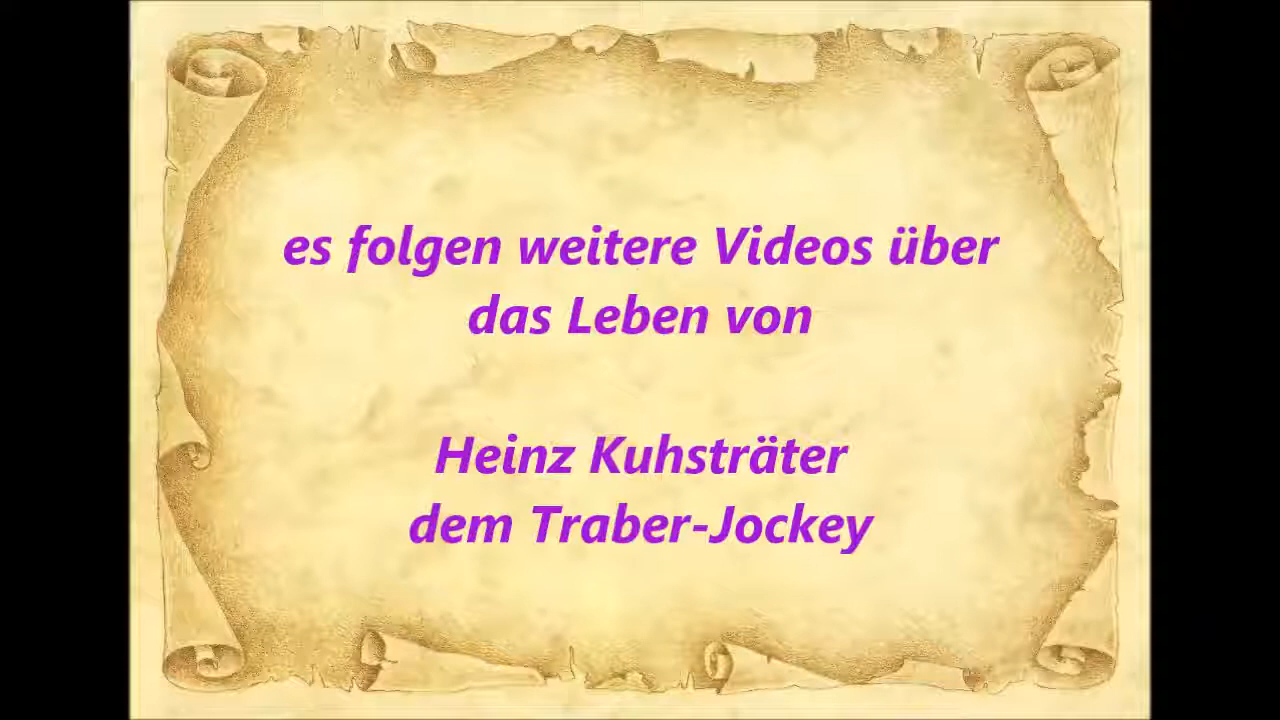 es folgen weitere Videos über
das Leben von
Heinz Kuhsträter
dem Traber-Jockey